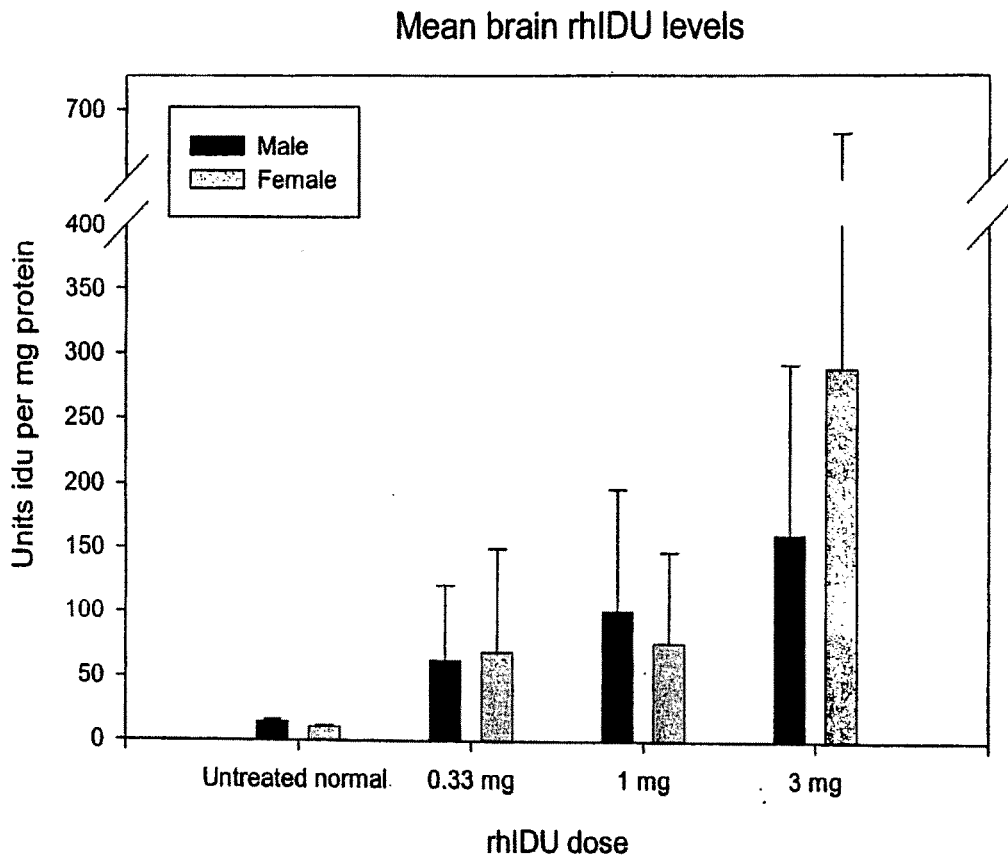 Mean brain rhIDU levels
700
400
350
300
250
200
150
100
50
0
Units idu per mg protein
Male
Female
Untreated normal
0.33 mg
1 mg
3 mg
rhIDU dose